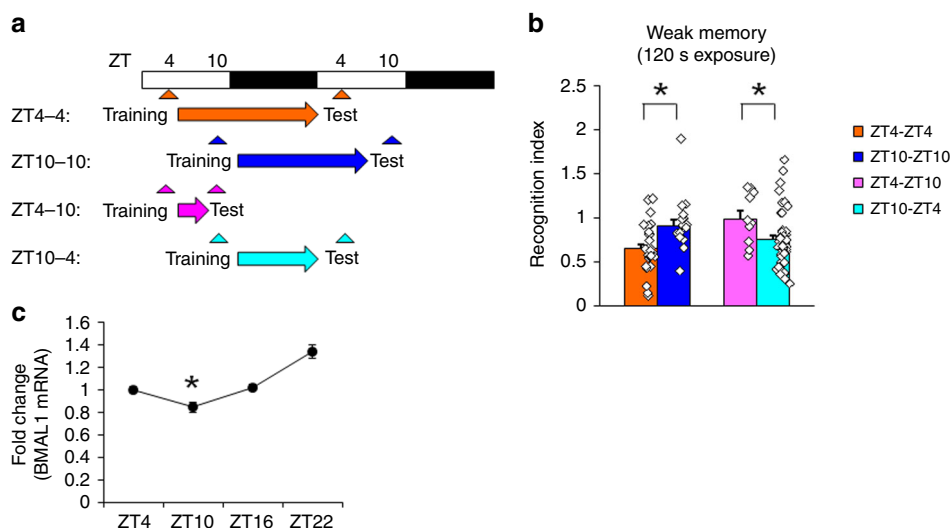 a
ZT 4 10 4 10
ZT4–4: Training Test
ZT10–10: Training Test
ZT4–10: Training Test
ZT10–4: Training Test
b
Weak memory
(120 s exposure)
Recognition index
2.5
2
1.5
1
0.5
0
*
*
ZT4-ZT4
ZT10-ZT10
ZT4-ZT10
ZT10-ZT4
c
Fold change
(BMAL1 mRNA)
1.6
1.4
1.2
1
0.8
0.6
0.4
0.2
0
*
ZT4 ZT10 ZT16 ZT22